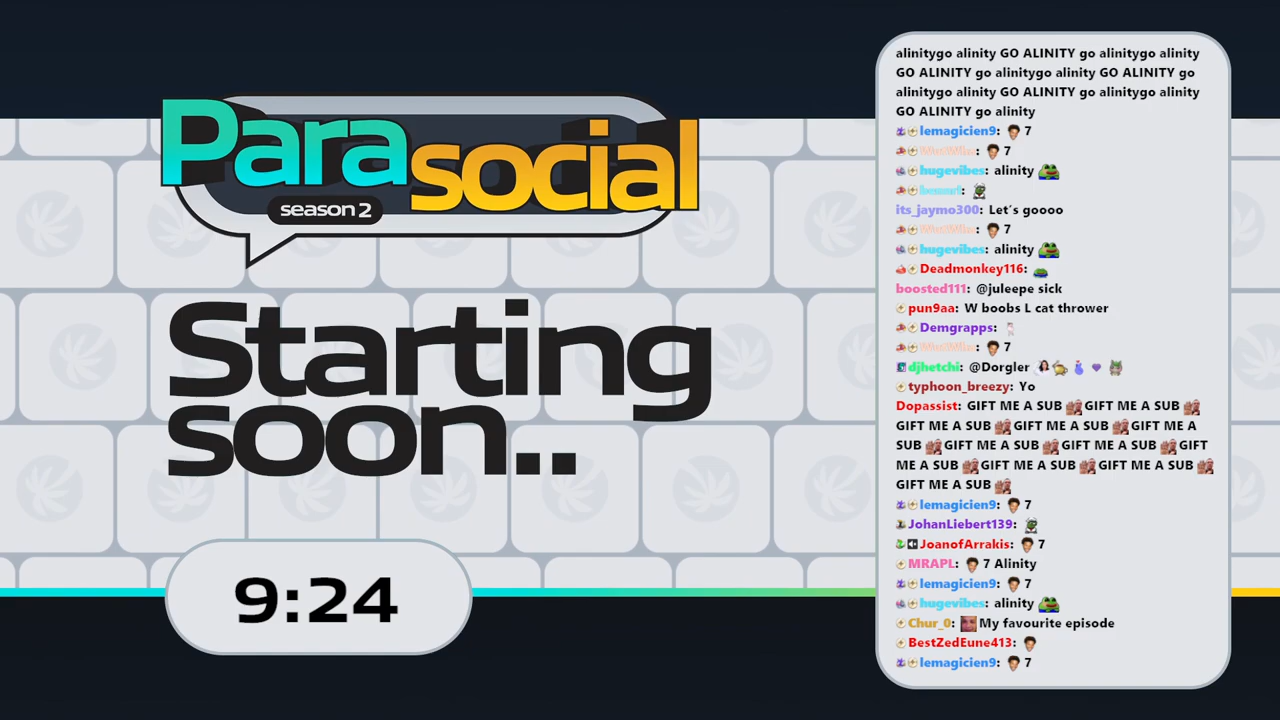 Para
social
season 2
Starting
soon..
9:24
alinitygo alinity GO ALINITY go alinitygo alinity
GO ALINITY go alinitygo alinity GO ALINITY go
alinitygo alinity GO ALINITY go alinitygo alinity
GO ALINITY go alinity
lemagicien9: 7
: 7
hugevibes: alinity
its_jaymo300: Let's goooo
: 7
hugevibes: alinity
Deadmonkey116:
boosted111: @juleepe sick
pun9aa: W boobs L cat thrower
Demgrapps:
: 7
djhetchi: @Dorgler
typhoon_breezy: Yo
Dopassist: GIFT ME A SUB GIFT ME A SUB
GIFT ME A SUB GIFT ME A SUB GIFT ME A
SUB GIFT ME A SUB GIFT ME A SUB GIFT
ME A SUB GIFT ME A SUB GIFT ME A SUB
GIFT ME A SUB
lemagicien9: 7
JohanLiebert139:
JoanofArrakis: 7
MRAPL: 7 Alinity
lemagicien9: 7
hugevibes: alinity
Chur_0: My favourite episode
BestZedEune413:
lemagicien9: 7